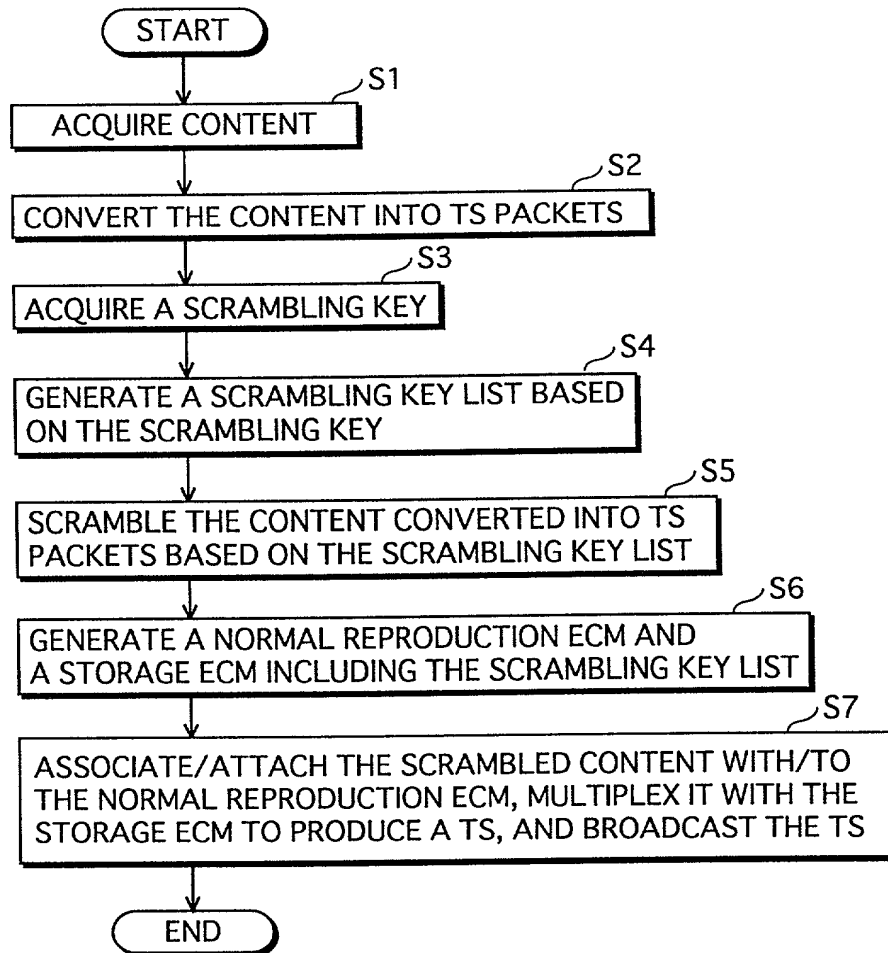 START
S1
ACQUIRE CONTENT
S2
CONVERT THE CONTENT INTO TS PACKETS
S3
ACQUIRE A SCRAMBLING KEY
S4
GENERATE A SCRAMBLING KEY LIST BASED
ON THE SCRAMBLING KEY
S5
SCRAMBLE THE CONTENT CONVERTED INTO TS
PACKETS BASED ON THE SCRAMBLING KEY LIST
S6
GENERATE A NORMAL REPRODUCTION ECM AND
A STORAGE ECM INCLUDING THE SCRAMBLING KEY LIST
S7
ASSOCIATE/ATTACH THE SCRAMBLED CONTENT WITH/TO
THE NORMAL REPRODUCTION ECM, MULTIPLEX IT WITH THE
STORAGE ECM TO PRODUCE A TS, AND BROADCAST THE TS
END